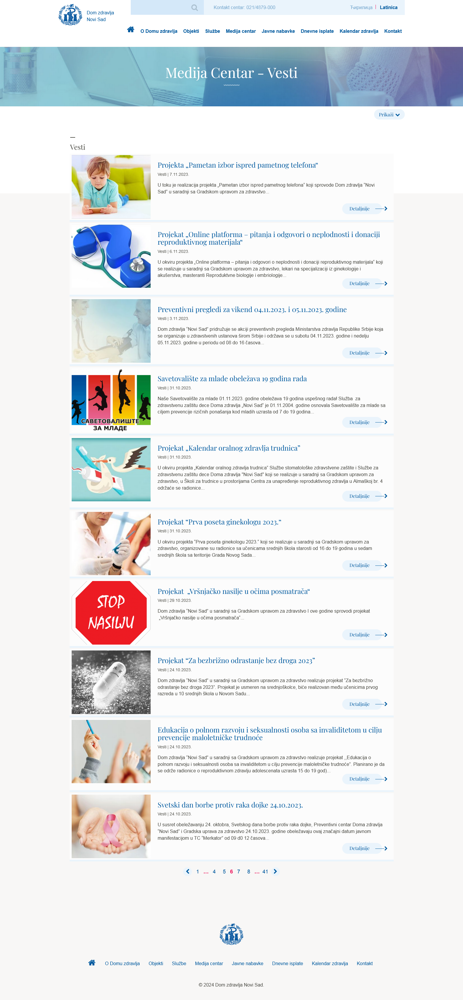 Dom zdravlja
Novi Sad
Kontakt centar: 021/4879-000
Ћирилица | Latinica
O Domu zdravlja Objekti Službe Medija centar Javne nabavke Dnevne isplate Kalendar zdravlja Kontakt
Medija Centar - Vesti
Prikaži
Vesti
Projekta „Pametan izbor ispred pametnog telefona“
Vesti | 7.11.2023.
U toku je realizacija projekta „Pametan izbor ispred pametnog telefona“ koji sprovode Dom zdravlja “Novi
Sad” u saradnji sa Gradskom upravom za zdravstvo...
Detaljnije
Projekat „Online platforma – pitanja i odgovori o neplodnosti i donaciji
reproduktivnog materijala“
Vesti | 6.11.2023.
U okviru projekta „Online platforma – pitanja i odgovori o neplodnosti i donaciji reproduktivnog materijala“ koji
se realizuje u saradnji sa Gradskom upravom za zdravstvo, lekari na specijalizaciji iz ginekologije i
akušerstva, masteranti Reproduktvne biologije i embriologije...
Detaljnije
Preventivni pregledi za vikend 04.11.2023. i 05.11.2023. godine
Vesti | 3.11.2023.
Dom zdravlja “Novi Sad” pridružuje se akciji preventivnih pregleda Ministarstva zdravlja Republike Srbije koja
se organizuje u zdravstvenih ustanova širom Srbije i održava se u subotu 04.11.2023. godine i nedelju
05.11.2023. godine u periodu od 08 do 16 časova...
Detaljnije
САВЕТОВАЛИШТЕ
ЗА МЛАДЕ
Savetovalište za mlade obeležava 19 godina rada
Vesti | 31.10.2023.
Naše Savetovalište za mlade 01.11.2023. godine obeležava 19 godina uspešnog rada! Služba za
zdravstvenu zaštitu dece Doma zdravlja „Novi Sad“ je 01.11.2004. godine osnovala Savetovalište za mlade sa
ciljem prevencije rizičnih ponašanja kod mladih uzrasta od 7 do 19 godina...
Detaljnije
Projekat „Kalendar oralnog zdravlja trudnica”
Vesti | 31.10.2023.
U okviru projekta „Kalendar oralnog zdravlja trudnica” Službe stomatološke zdravstvene zaštite i Službe za
zdravstvenu zaštitu dece Doma zdravlja "Novi Sad" koji se realizuje u saradnji sa Gradskom upravom za
zdravstvo, u Školi za trudnice u prostorijama Centra za unapređenje reproduktivnog zdravlja u Almaškoj br. 4
održaće se radionice...
Detaljnije
Projekat “Prva poseta ginekologu 2023.“
Vesti | 31.10.2023.
U okviru projekta “Prva poseta ginekologu 2023.“ koji se realizuje u saradnji sa Gradskom upravom za
zdravstvo, organizovane su radionice sa učenicama srednjih škola starosti od 16 do 19 godina u sedam
srednjih škola sa teritorije Grada Novog Sada...
Detaljnije
STOP
NASILJU
Projekat „Vršnjačko nasilje u očima posmatrača“
Vesti | 29.10.2023.
Dom zdravlja “Novi Sad” u saradnji sa Gradskom upravom za zdravstvo I ove godine sprovodi projekat
„Vršnjačko nasilje u očima posmatrača“...
Detaljnije
Projekat “Za bezbrižno odrastanje bez droga 2023”
Vesti | 24.10.2023.
Dom zdravlja “Novi Sad” u saradnji sa Gradskom upravom za zdravstvo realizuje projekat “Za bezbrižno
odrastanje bez droga 2023”. Projekat je usmeren na srednjoškolce, biće realizovan među učenicima prvog
razreda u 10 srednjih škola u Novom Sadu...
Detaljnije
Edukacija o polnom razvoju i seksualnosti osoba sa invaliditetom u cilju
prevencije maloletničke trudnoće
Vesti | 24.10.2023.
Dom zdravlja “Novi Sad” u saradnji sa Gradskom upravom za zdravstvo realizuje projekat ,,Edukacija o
polnom razvoju i seksualnosti osoba sa invaliditetom u cilju prevencije maloletničke trudnoće”. Planirano je da
se održe radionice o reproduktivnom zdravlju adolescenata uzrasta 15 do 19 god)...
Detaljnije
Svetski dan borbe protiv raka dojke 24.10.2023.
Vesti | 24.10.2023.
U susret obeležavanju 24. oktobra, Svetskog dana borbe protiv raka dojke, Preventivni centar Doma zdravlja
“Novi Sad” i Gradska uprava za zdravstvo 24.10.2023. godine obeležavaju ovaj značajni datum javnom
manifestacijom u TC “Merkator” od 09 d0 12 časova...
Detaljnije
1 ... 4 5 6 7 8 ... 41
O Domu zdravlja Objekti Službe Medija centar Javne nabavke Dnevne isplate Kalendar zdravlja Kontakt
© 2024 Dom zdravlja Novi Sad.